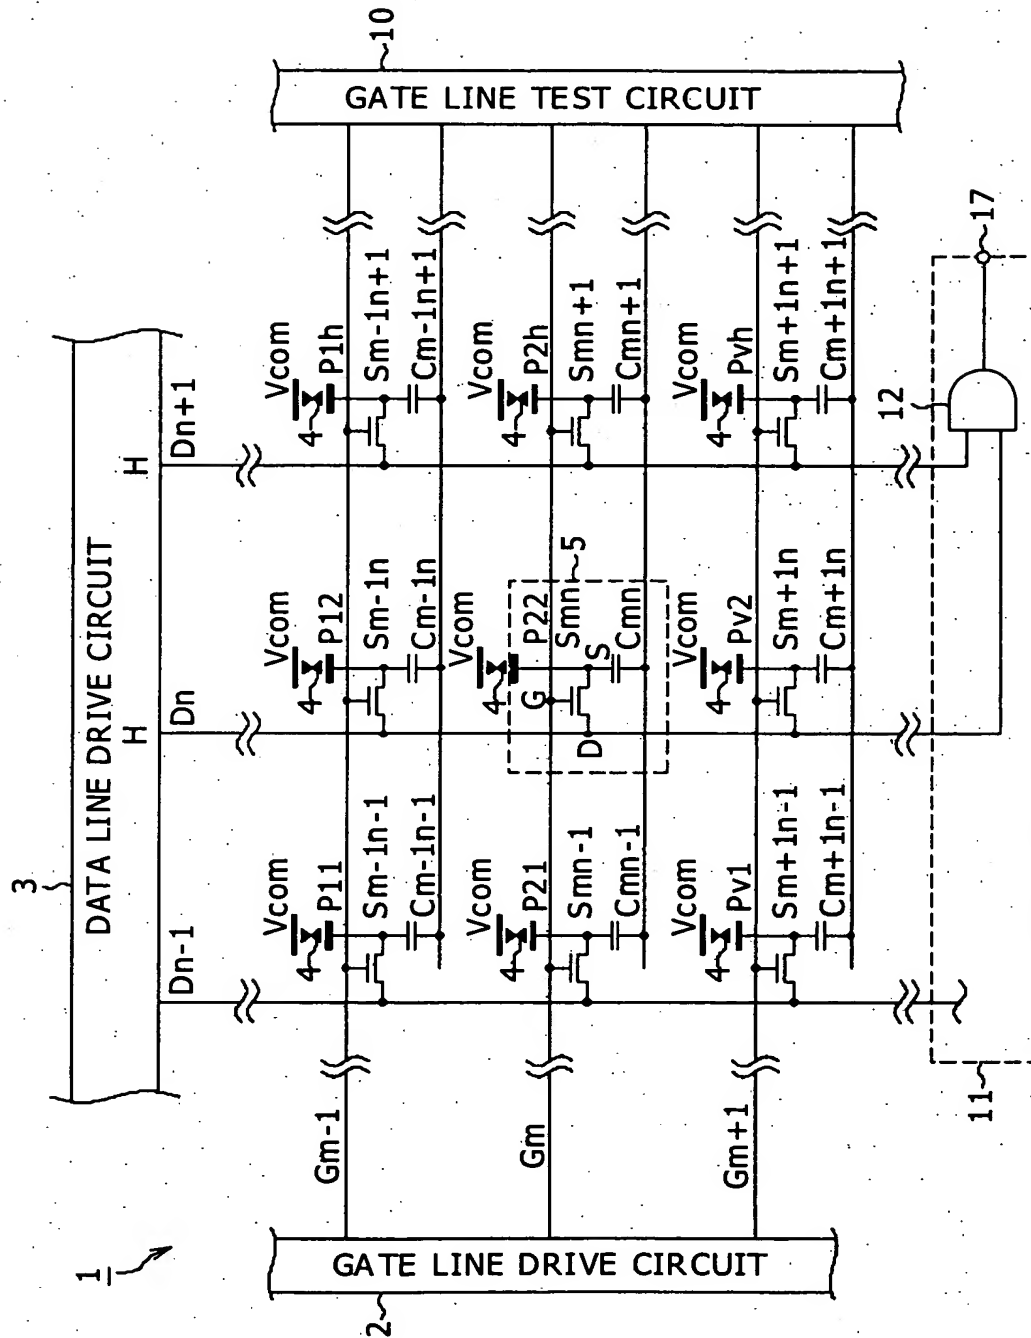 1
3
DATA LINE DRIVE CIRCUIT
H
H
Dn-1
Dn
Dn+1
2
GATE LINE DRIVE CIRCUIT
10
GATE LINE TEST CIRCUIT
Gm-1
Vcom
4
P11
Sm-1n-1
Cm-1n-1
Vcom
4
P12
Sm-1n
Cm-1n
Vcom
4
P1h
Sm-1n+1
Cm-1n+1
Gm
Vcom
4
P21
Smn-1
Cmn-1
Vcom
4
P22
G
D
S
Smn
Cmn
5
Vcom
4
P2h
Smn+1
Cmn+1
Gm+1
Vcom
4
Pv1
Sm+1n-1
Cm+1n-1
Vcom
4
Pv2
Sm+1n
Cm+1n
Vcom
4
Pvh
Sm+1n+1
Cm+1n+1
11
12
17